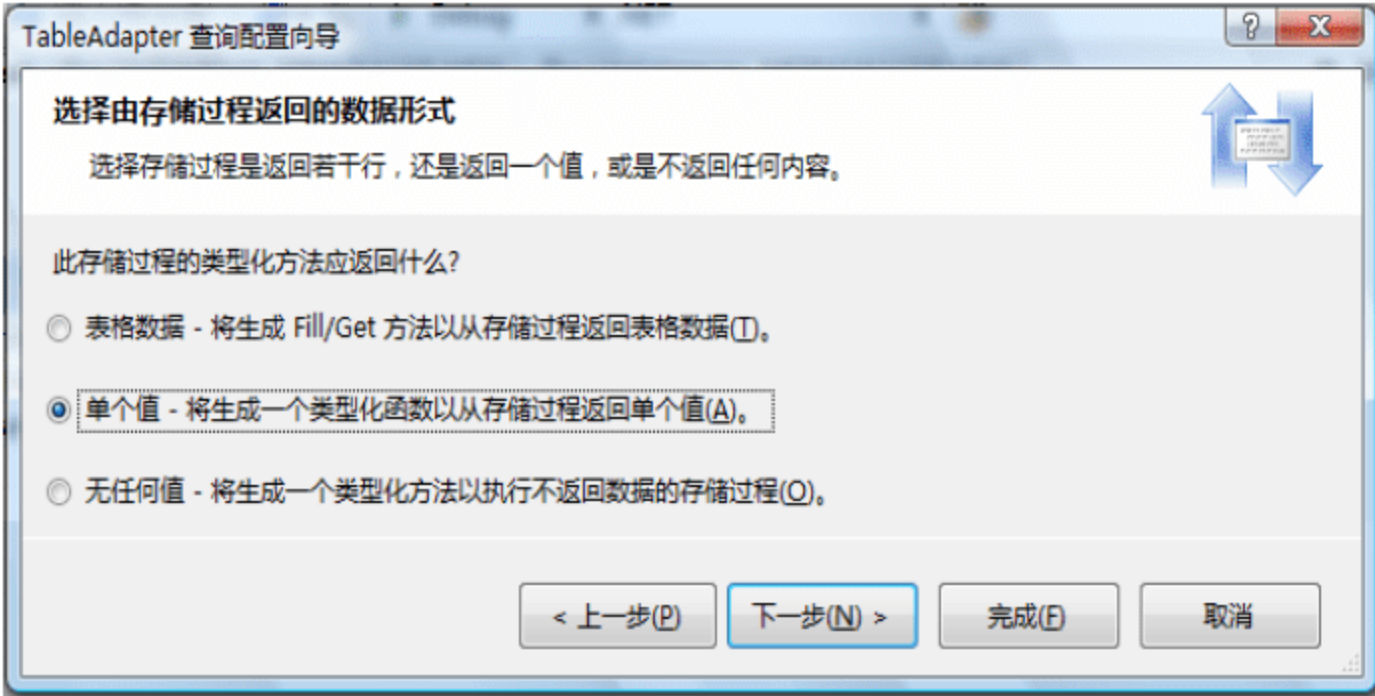 TableAdapter 查询配置向导
选择由存储过程返回的数据形式
选择存储过程是返回若干行，还是返回一个值，或是不返回任何内容。
此存储过程的类型化方法应返回什么?
表格数据 - 将生成 Fill/Get 方法以从存储过程返回表格数据(T)。
单个值 - 将生成一个类型化函数以从存储过程返回单个值(A)。
无任何值 - 将生成一个类型化方法以执行不返回数据的存储过程(O)。
< 上一步(P) 下一步(N) > 完成(F) 取消